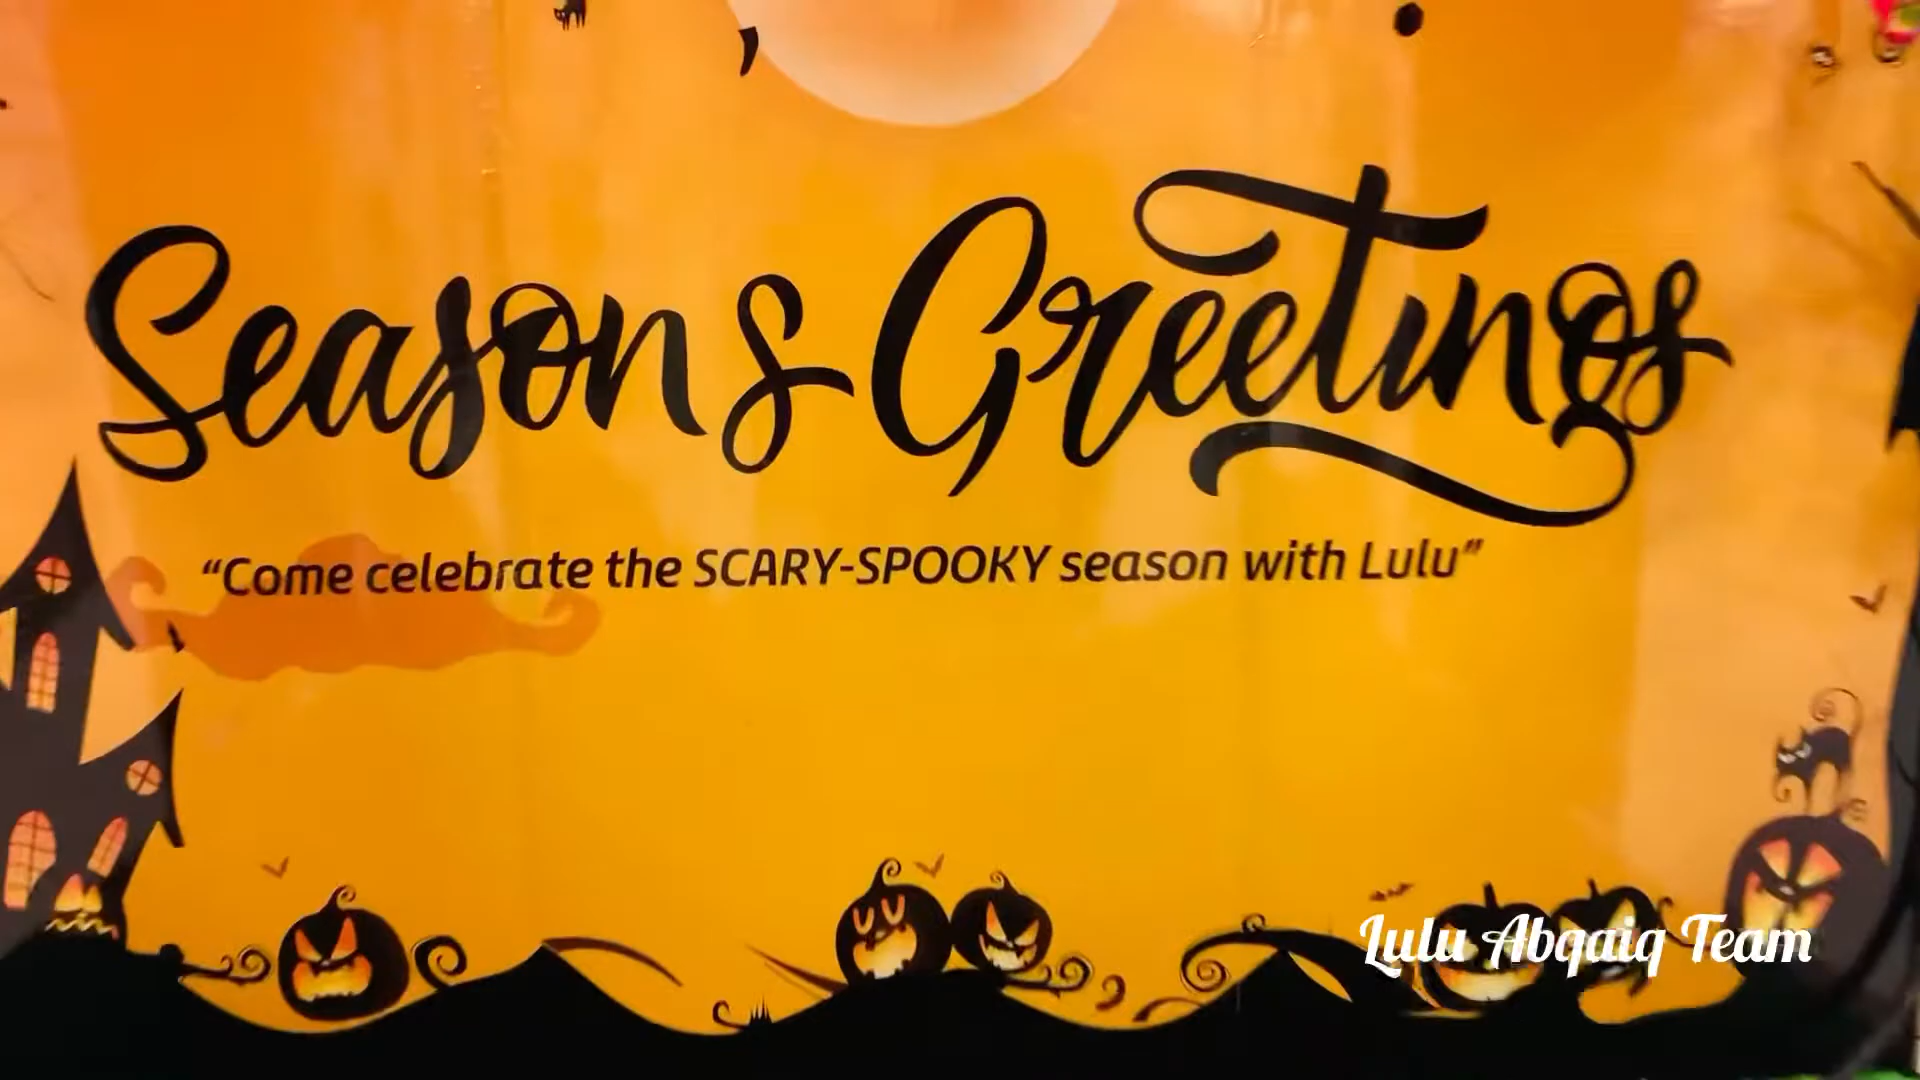 Seasons Greetings
“Come celebrate the SCARY-SPOOKY season with Lulu”
Lulu Abqaiq Team